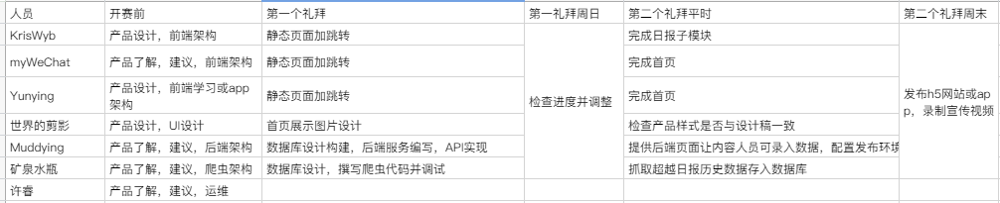 人员 开赛前 第一个礼拜 第一礼拜周日 第二个礼拜平时 第二个礼拜周末
KrisWyb 产品设计，前端架构 静态页面加跳转 完成日报子模块
myWeChat 产品了解，建议，前端架构 静态页面加跳转 完成首页
Yunying 产品设计，前端学习或app
架构 静态页面加跳转 完成首页
检查进度并调整
发布h5网站或ap
p，录制宣传视频
世界的剪影 产品设计，UI设计 首页展示图片设计 检查产品样式是否与设计稿一致
Muddying 产品了解，建议，后端架构 数据库设计构建，后端服务编写，API实现 提供后端页面让内容人员可录入数据，配置发布环境
矿泉水瓶 产品了解，建议，爬虫架构 数据库设计，撰写爬虫代码并调试 抓取超越日报历史数据存入数据库
许睿 产品了解，建议，运维